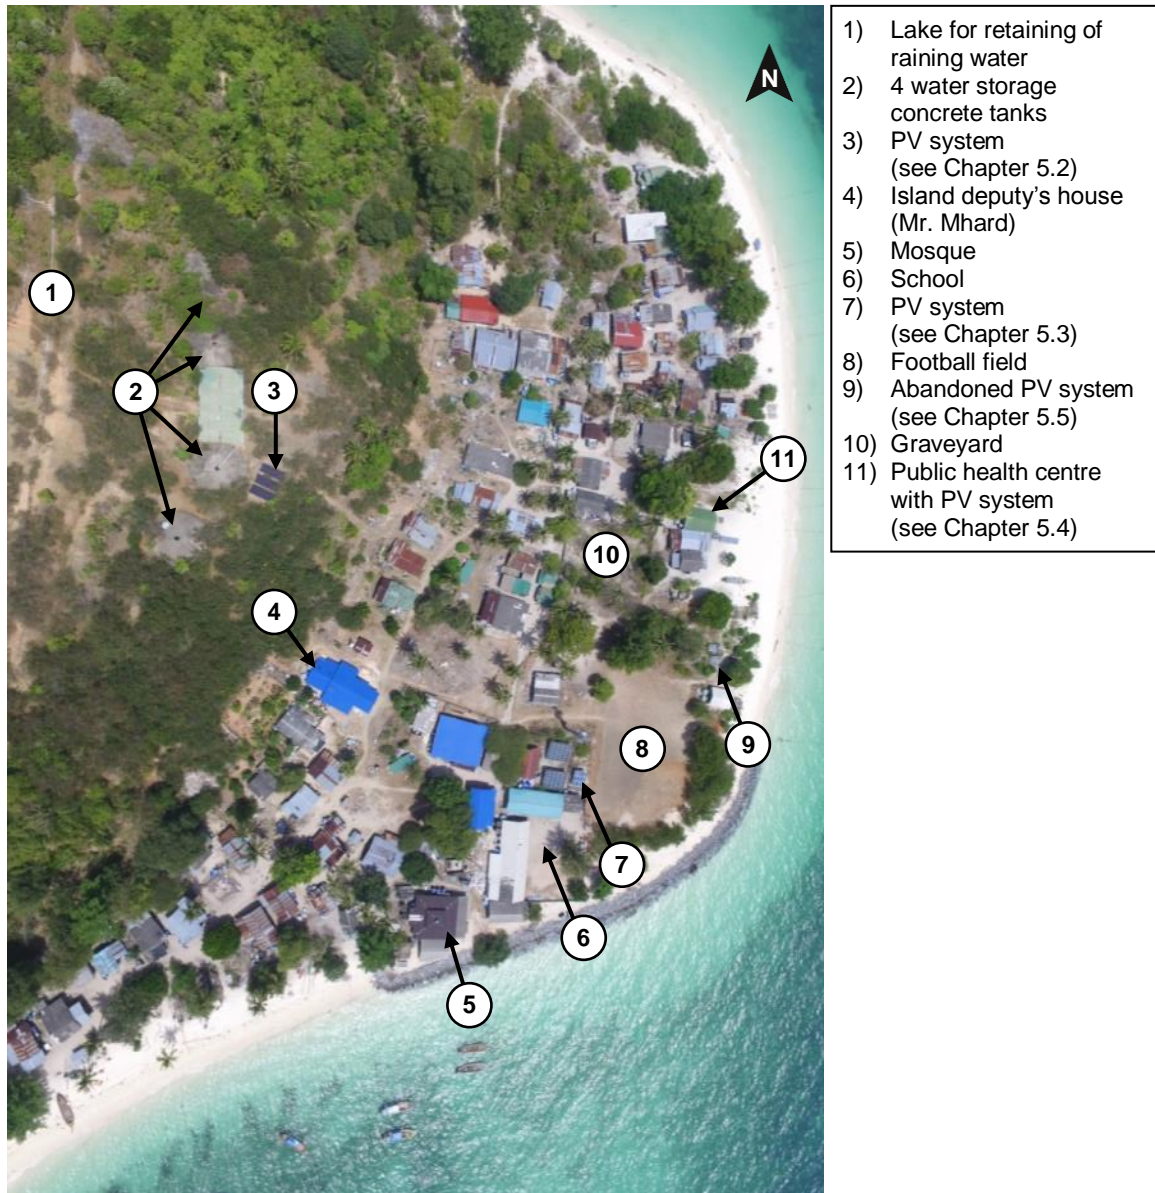 N
1
2
3
11
10
4
8
9
7
6
5
1) Lake for retaining of
raining water
2) 4 water storage
concrete tanks
3) PV system
(see Chapter 5.2)
4) Island deputy's house
(Mr. Mhard)
5) Mosque
6) School
7) PV system
(see Chapter 5.3)
8) Football field
9) Abandoned PV system
(see Chapter 5.5)
10) Graveyard
11) Public health centre
with PV system
(see Chapter 5.4)